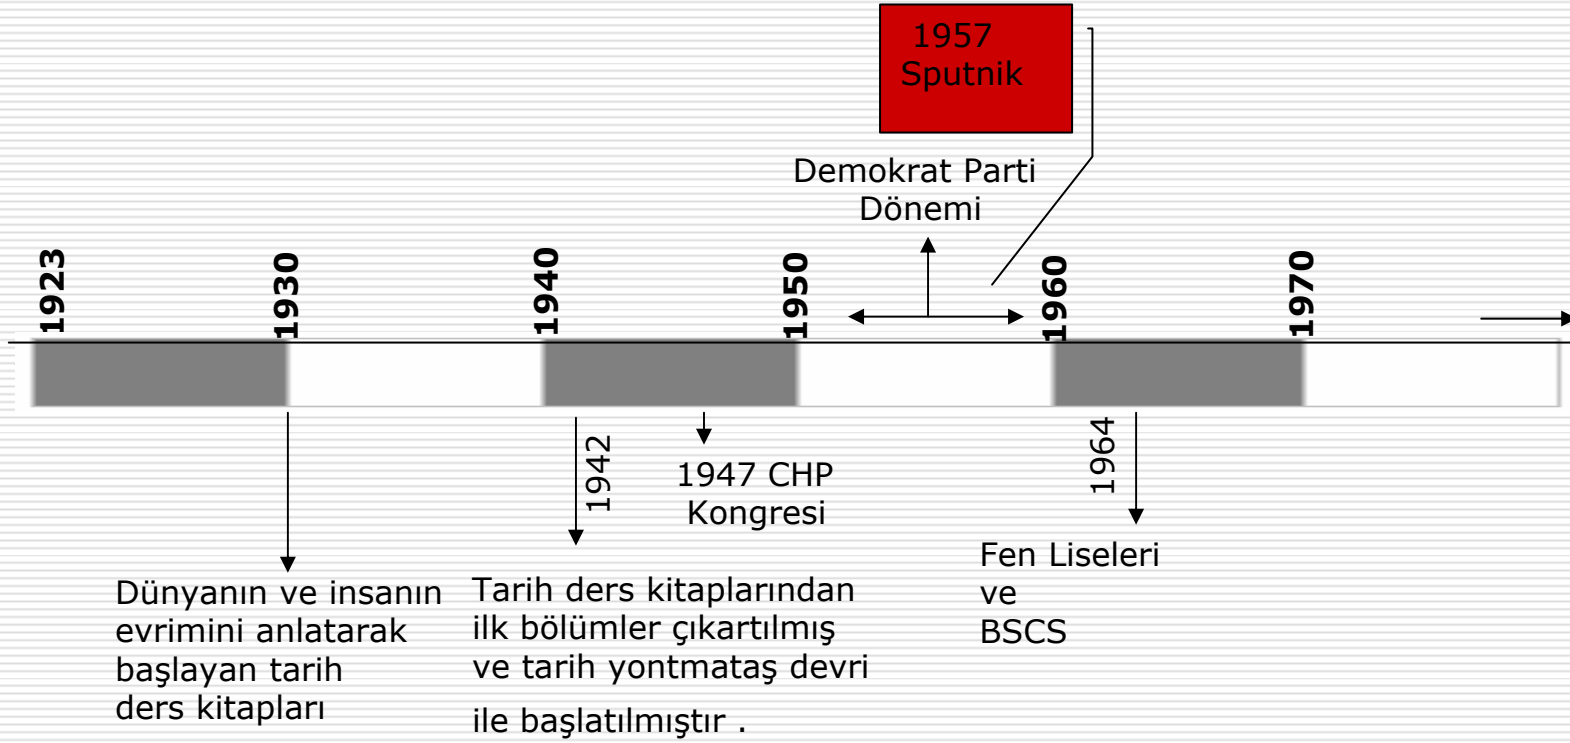 1957
Sputnik
Demokrat Parti
Dönemi
1923
1930
1940
1950
1960
1970
1942
1947 CHP
Kongresi
1964
Dünyanın ve insanın
evrimini anlatarak
başlayan tarih
ders kitapları
Tarih ders kitaplarından
ilk bölümler çıkartılmış
ve tarih yontmataş devri
ile başlatılmıştır .
Fen Liseleri
ve
BSCS